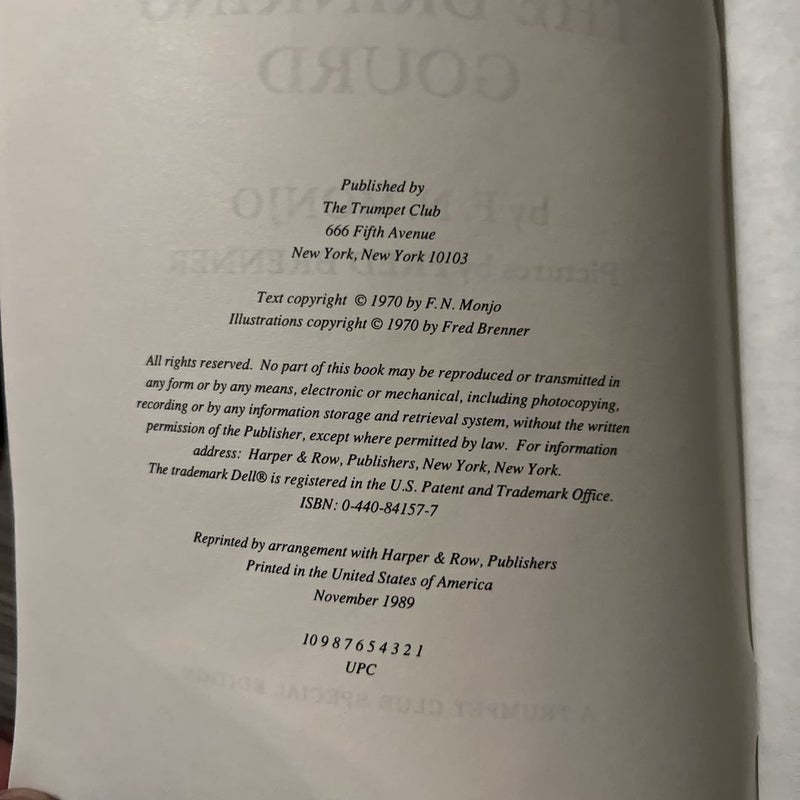 Published by
The Trumpet Club
666 Fifth Avenue
New York, New York 10103
Text copyright © 1970 by F. N. Monjo
Illustrations copyright © 1970 by Fred Brenner
All rights reserved. No part of this book may be reproduced or transmitted in
any form or by any means, electronic or mechanical, including photocopying,
recording or by any information storage and retrieval system, without the written
permission of the Publisher, except where permitted by law. For information
address: Harper & Row, Publishers, New York, New York.
The trademark Dell® is registered in the U.S. Patent and Trademark Office.
ISBN: 0-440-84157-7
Reprinted by arrangement with Harper & Row, Publishers
Printed in the United States of America
November 1989
10 9 8 7 6 5 4 3 2 1
UPC